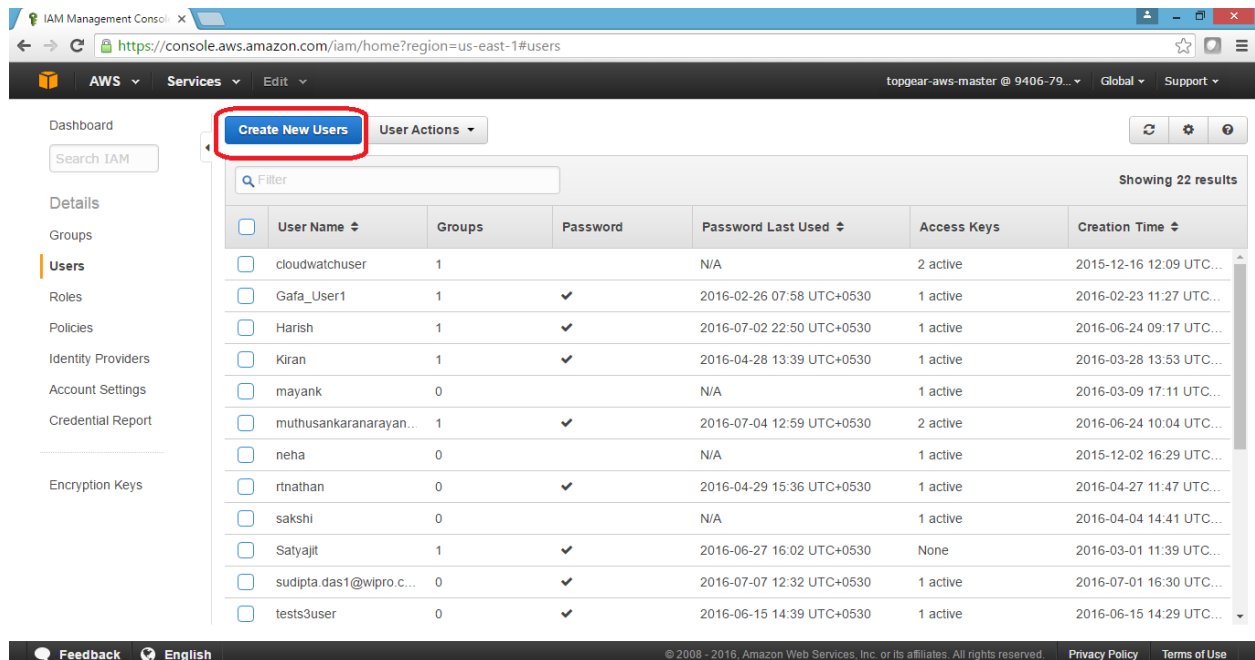 IAM Management Consol
https://console.aws.amazon.com/iam/home?region=us-east-1#users
AWS Services Edit topgear-aws-master @ 9406-79... Global Support
Dashboard
Search IAM
Details
Groups
Users
Roles
Policies
Identity Providers
Account Settings
Credential Report
Encryption Keys
Create New Users User Actions
Filter Showing 22 results
User Name Groups Password Password Last Used Access Keys Creation Time
cloudwatchuser 1 N/A 2 active 2015-12-16 12:09 UTC...
Gafa_User1 1 ✔ 2016-02-26 07:58 UTC+0530 1 active 2016-02-23 11:27 UTC...
Harish 1 ✔ 2016-07-02 22:50 UTC+0530 1 active 2016-06-24 09:17 UTC...
Kiran 1 ✔ 2016-04-28 13:39 UTC+0530 1 active 2016-03-28 13:53 UTC...
mayank 0 N/A 1 active 2016-03-09 17:11 UTC...
muthusankaranarayan... 1 ✔ 2016-07-04 12:59 UTC+0530 2 active 2016-06-24 10:04 UTC...
neha 0 N/A 1 active 2015-12-02 16:29 UTC...
rtnathan 0 ✔ 2016-04-29 15:36 UTC+0530 1 active 2016-04-27 11:47 UTC...
sakshi 0 N/A 1 active 2016-04-04 14:41 UTC...
Satyajit 1 ✔ 2016-06-27 16:02 UTC+0530 None 2016-03-01 11:39 UTC...
sudipta.das1@wipro.c... 0 ✔ 2016-07-07 12:32 UTC+0530 1 active 2016-07-01 16:30 UTC...
tests3user 0 ✔ 2016-06-15 14:39 UTC+0530 1 active 2016-06-15 14:29 UTC...
Feedback English © 2008 - 2016, Amazon Web Services, Inc. or its affiliates. All rights reserved. Privacy Policy Terms of Use